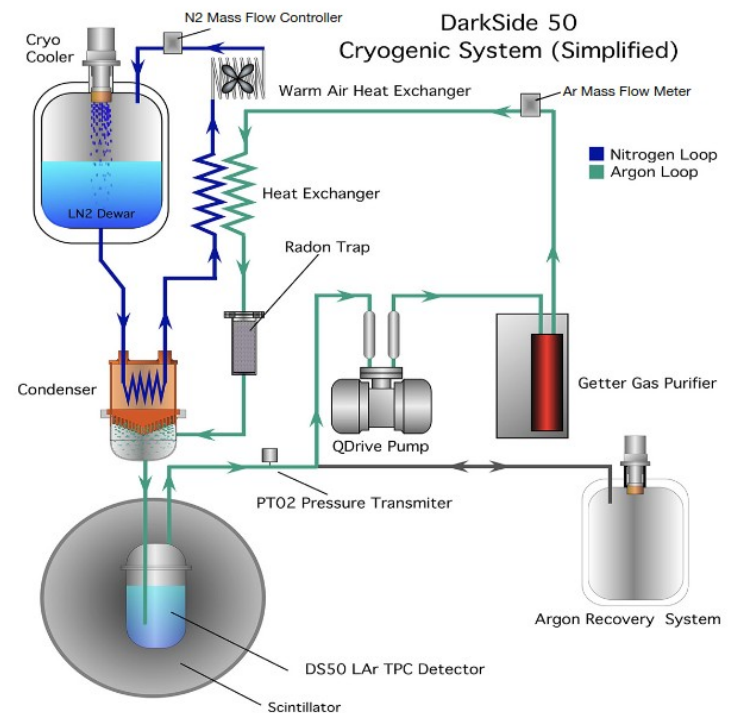 N2 Mass Flow Controller
DarkSide 50
Cryogenic System (Simplified)
Cryo
Cooler
Warm Air Heat Exchanger
Ar Mass Flow Meter
Nitrogen Loop
Argon Loop
Heat Exchanger
LN2 Dewar
Radon Trap
Condenser
Getter Gas Purifier
QDrive Pump
PT02 Pressure Transmiter
Argon Recovery System
DS50 LAr TPC Detector
Scintillator